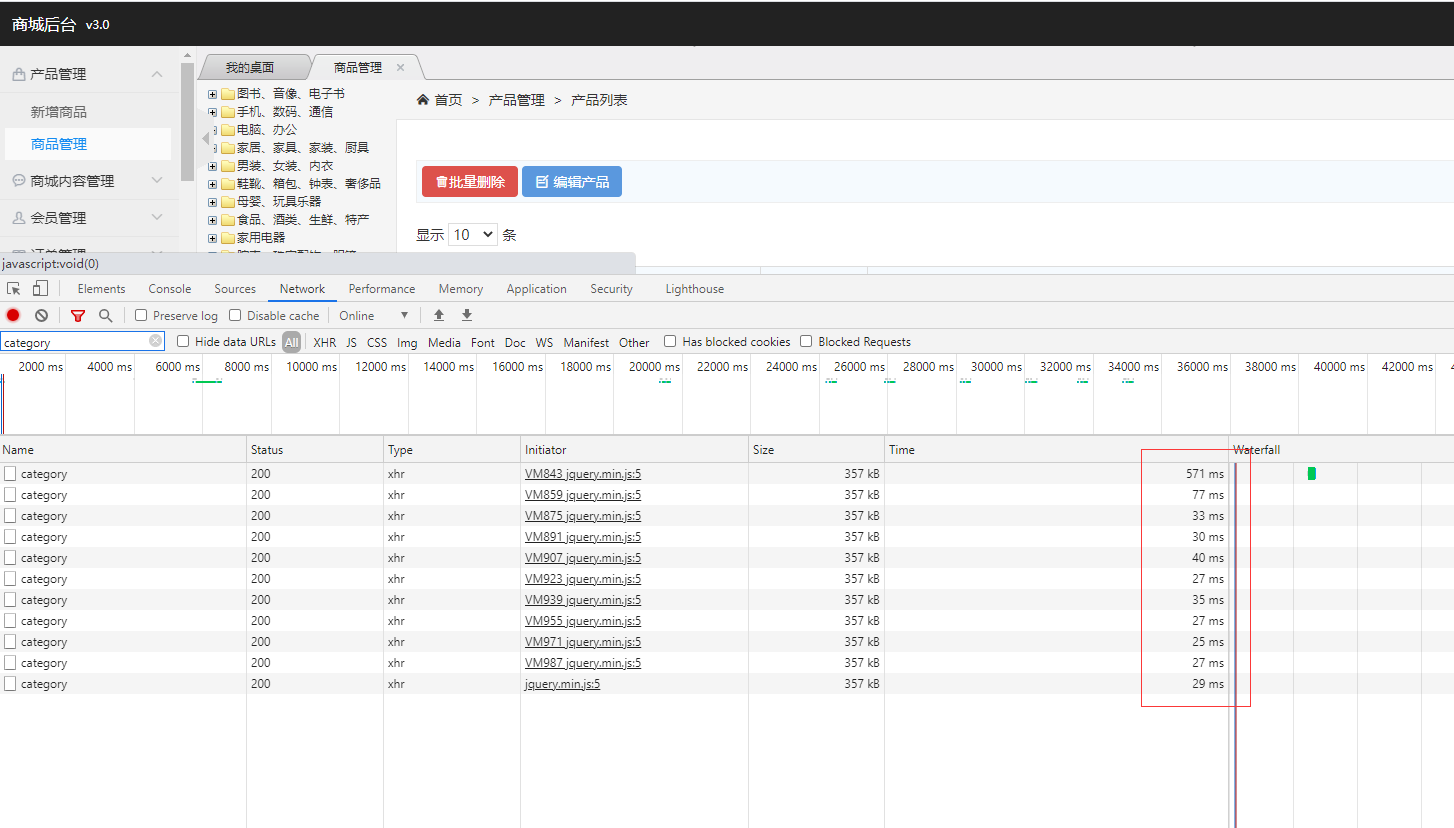 商城后台 v3.0
产品管理
新增商品
商品管理
商城内容管理
会员管理
订单管理
我的桌面 商品管理
图书、音像、电子书
手机、数码、通信
电脑、办公
家居、家具、家装、厨具
男装、女装、内衣
鞋靴、箱包、钟表、奢侈品
母婴、玩具乐器
食品、酒类、生鲜、特产
家用电器
首页 > 产品管理 > 产品列表
批量删除 编辑产品
显示 10 条
javascript:void(0)
Elements Console Sources Network Performance Memory Application Security Lighthouse
Preserve log Disable cache Online
category Hide data URLs All XHR JS CSS Img Media Font Doc WS Manifest Other Has blocked cookies Blocked Requests
2000 ms 4000 ms 6000 ms 8000 ms 10000 ms 12000 ms 14000 ms 16000 ms 18000 ms 20000 ms 22000 ms 24000 ms 26000 ms 28000 ms 30000 ms 32000 ms 34000 ms 36000 ms 38000 ms 40000 ms 42000 ms
Name Status Type Initiator Size Time Waterfall
category 200 xhr VM843 jquery.min.js:5 357 kB 571 ms
category 200 xhr VM859 jquery.min.js:5 357 kB 77 ms
category 200 xhr VM875 jquery.min.js:5 357 kB 33 ms
category 200 xhr VM891 jquery.min.js:5 357 kB 30 ms
category 200 xhr VM907 jquery.min.js:5 357 kB 40 ms
category 200 xhr VM923 jquery.min.js:5 357 kB 27 ms
category 200 xhr VM939 jquery.min.js:5 357 kB 35 ms
category 200 xhr VM955 jquery.min.js:5 357 kB 27 ms
category 200 xhr VM971 jquery.min.js:5 357 kB 25 ms
category 200 xhr VM987 jquery.min.js:5 357 kB 27 ms
category 200 xhr jquery.min.js:5 357 kB 29 ms